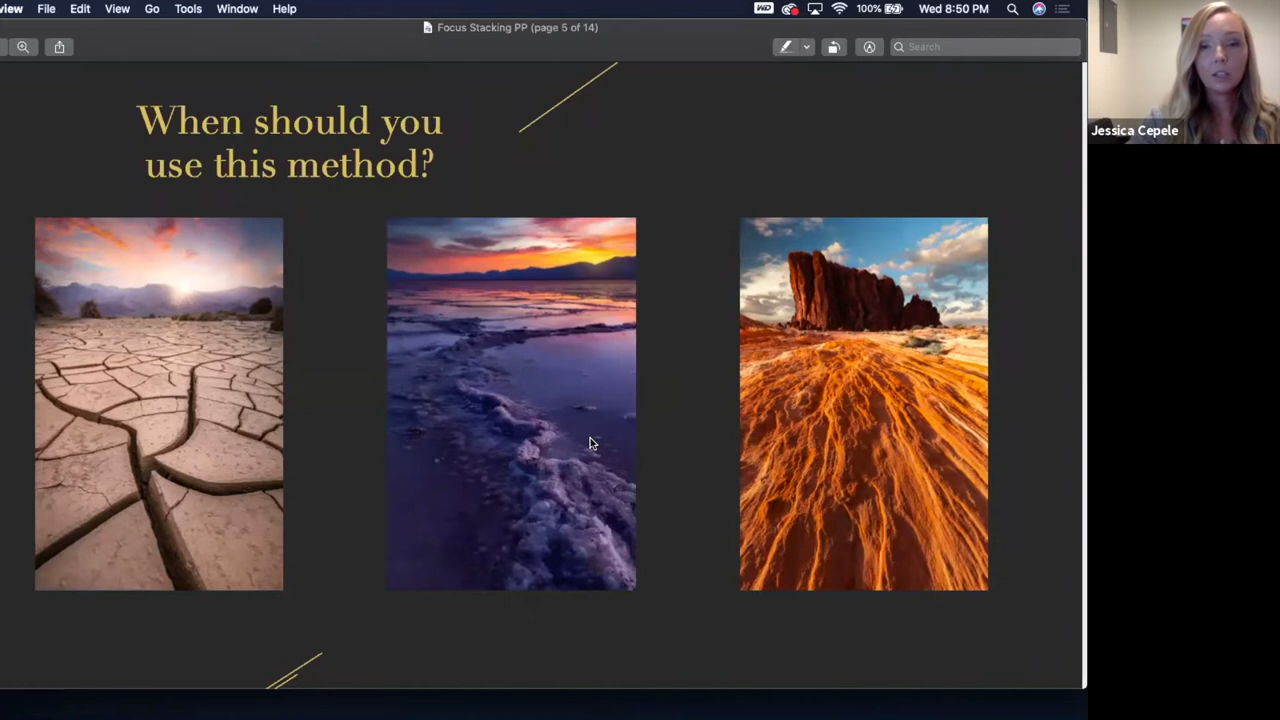 view File Edit View Go Tools Window Help WD 100% Wed 8:50 PM
Focus Stacking PP (page 5 of 14)
Search
Jessica Cepele
When should you
use this method?